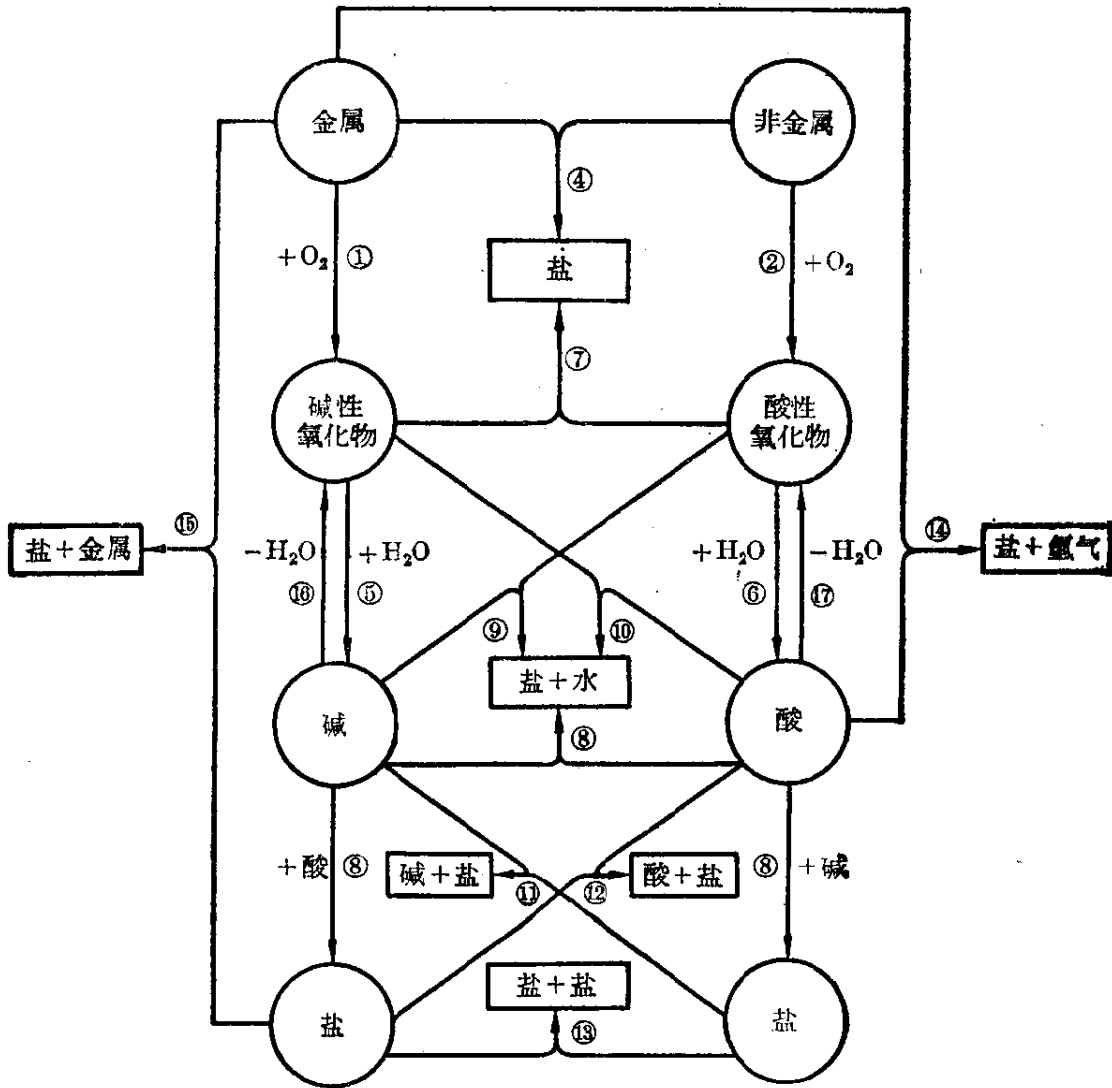 金属
非金属
④
+O₂ ①
② +O₂
盐
⑦
碱性
氧化物
酸性
氧化物
⑮
盐+金属
-H₂O
+H₂O
⑯
⑤
+H₂O
-H₂O
⑥
⑰
⑭
盐+氢气
⑨
⑩
盐+水
碱
酸
⑧
+酸 ⑧
碱+盐
⑪
⑫
酸+盐
⑧ +碱
盐
盐+盐
⑬
盐